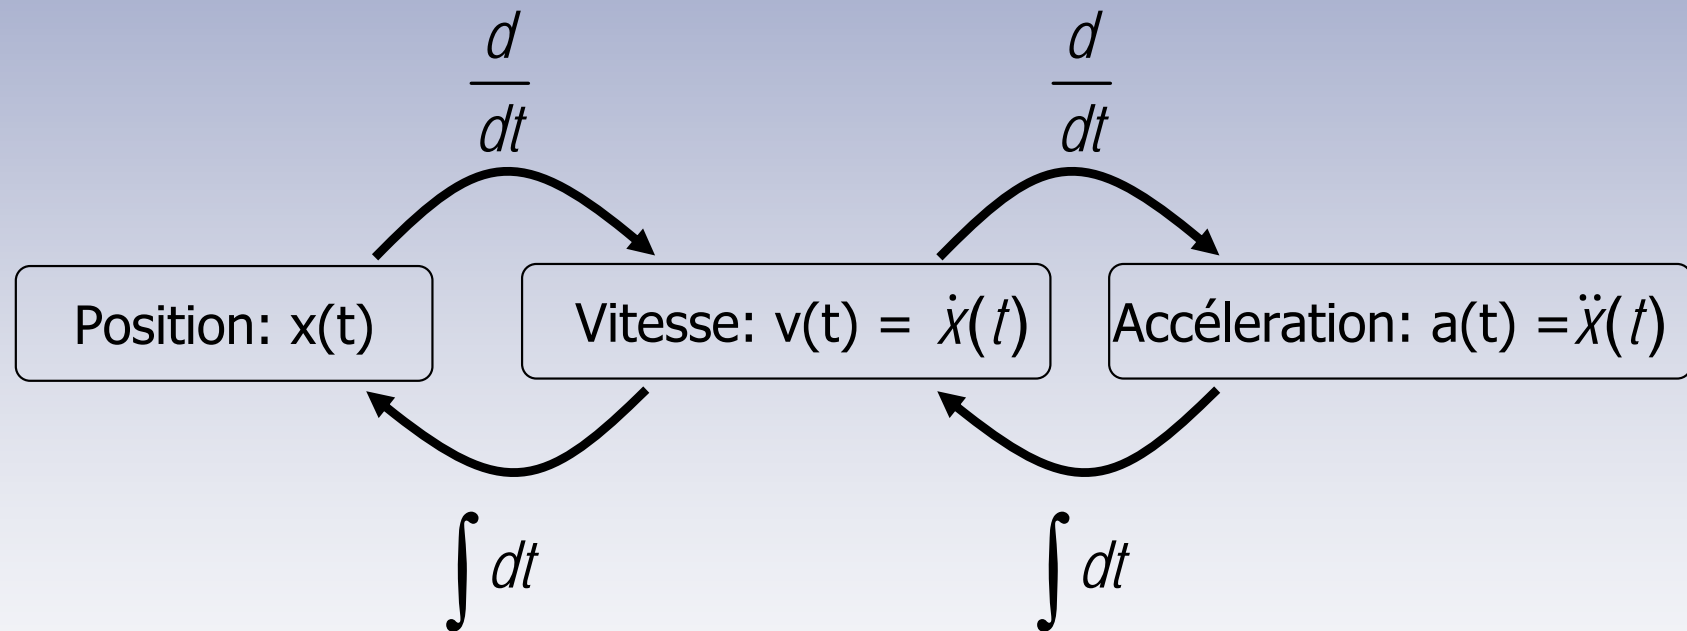 d/dt d/dt
Position: x(t) Vitesse: v(t) = ẋ(t) Accéleration: a(t) =ẍ(t)
∫ dt ∫ dt